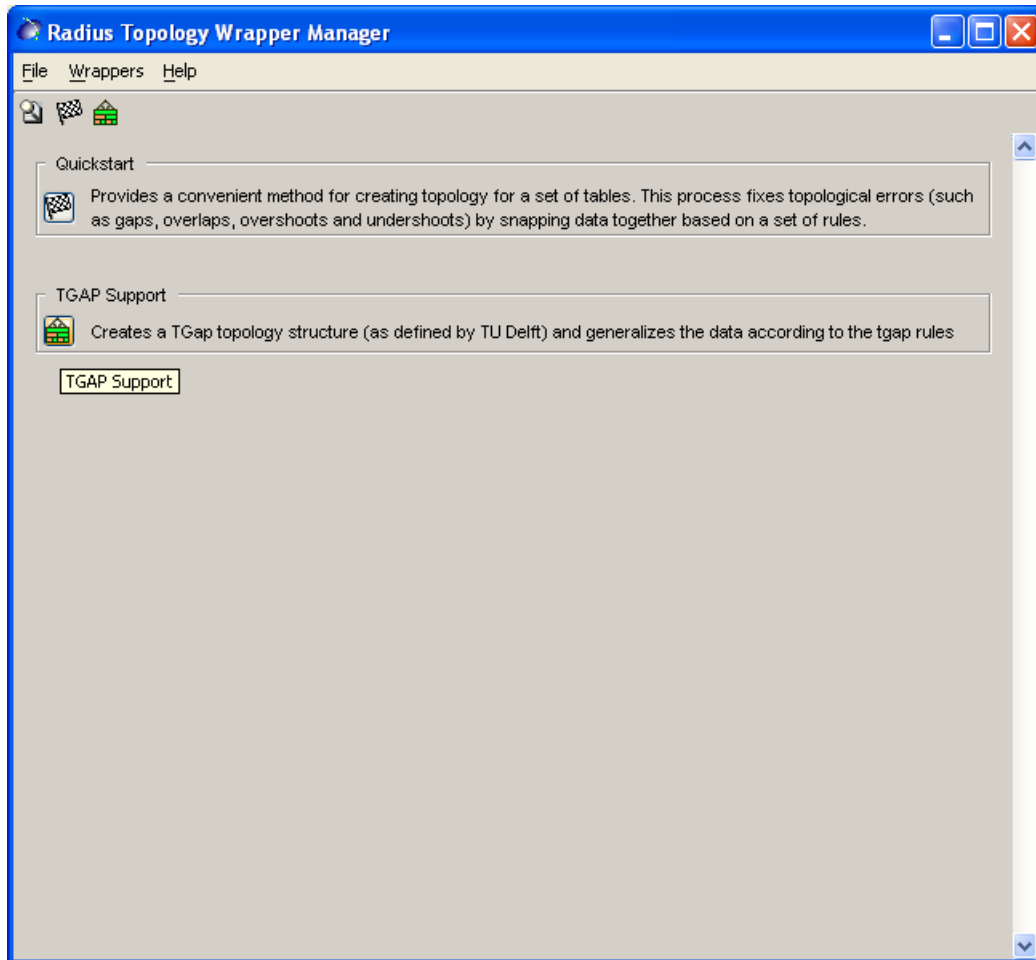 Radius Topology Wrapper Manager
File Wrappers Help
Quickstart
Provides a convenient method for creating topology for a set of tables. This process fixes topological errors (such
as gaps, overlaps, overshoots and undershoots) by snapping data together based on a set of rules.
TGAP Support
Creates a TGap topology structure (as defined by TU Delft) and generalizes the data according to the tgap rules
TGAP Support